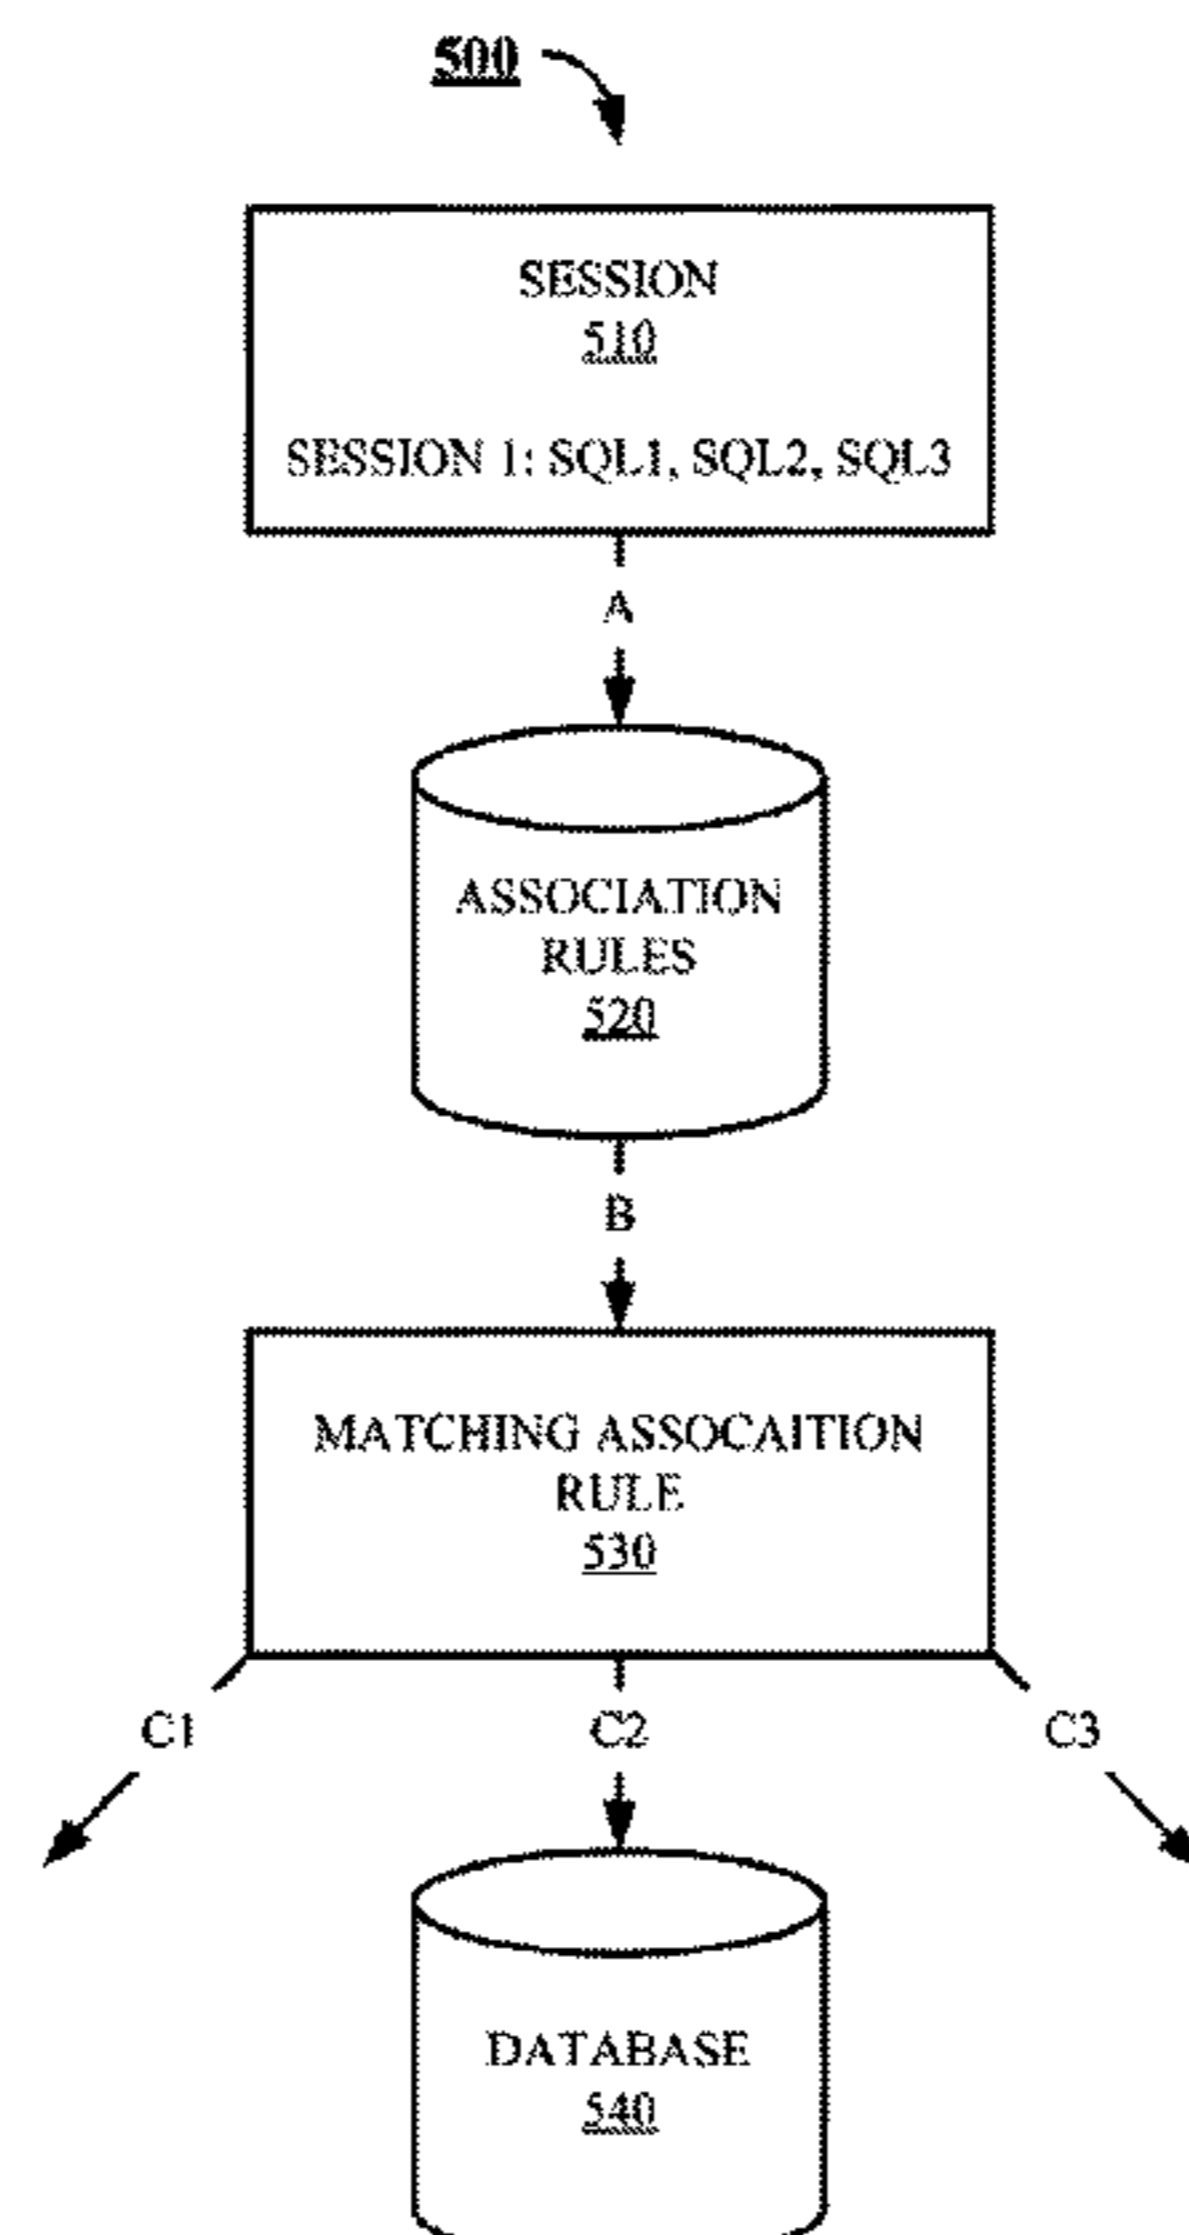 500
SESSION
510
SESSION 1: SQL1, SQL2, SQL3
A
ASSOCIATION
RULES
520
B
MATCHING ASSOCAITION
RULE
530
C1
C2
C3
DATABASE
540